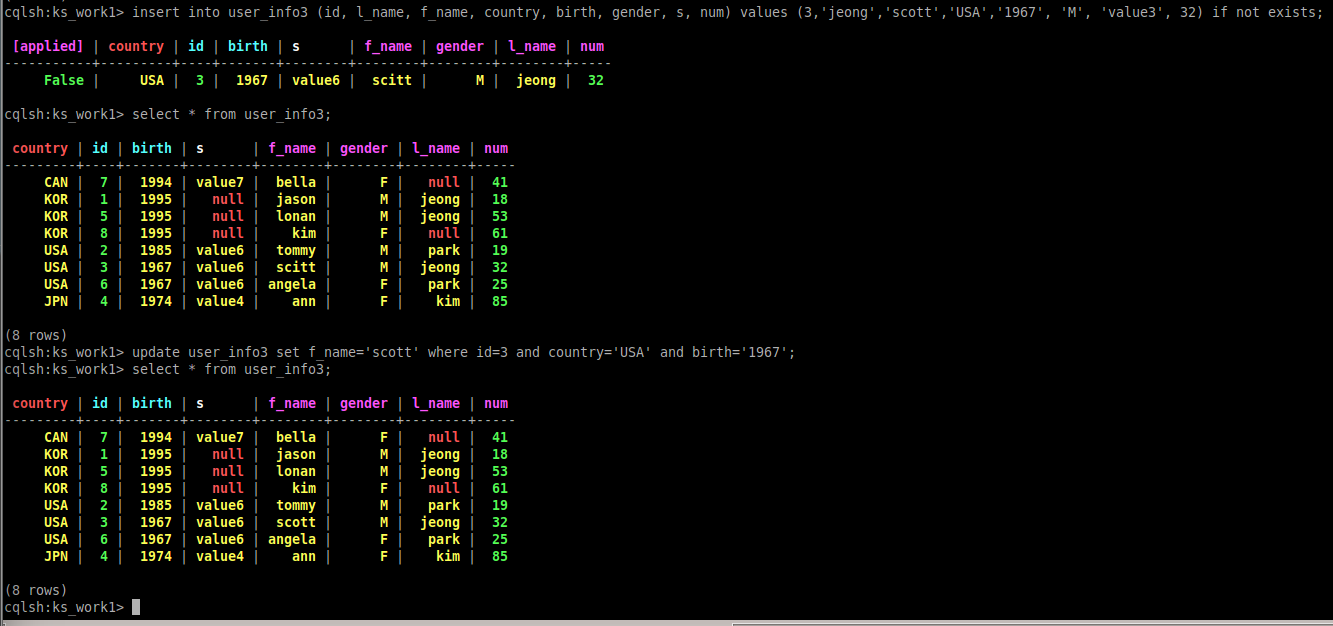 cqlsh:ks_work1> insert into user_info3 (id, l_name, f_name, country, birth, gender, s, num) values (3,'jeong','scott','USA','1967', 'M', 'value3', 32) if not exists;
 [applied] | country | id | birth | s      | f_name | gender | l_name | num
-----------+---------+----+-------+--------+--------+--------+--------+-----
     False |     USA |  3 |  1967 | value6 |  scitt |      M |  jeong |  32
cqlsh:ks_work1> select * from user_info3;
 country | id | birth | s      | f_name | gender | l_name | num
---------+----+-------+--------+--------+--------+--------+-----
     CAN |  7 |  1994 | value7 |  bella |      F |   null |  41
     KOR |  1 |  1995 |   null |  jason |      M |  jeong |  18
     KOR |  5 |  1995 |   null |  lonan |      M |  jeong |  53
     KOR |  8 |  1995 |   null |    kim |      F |   null |  61
     USA |  2 |  1985 | value6 |  tommy |      M |   park |  19
     USA |  3 |  1967 | value6 |  scitt |      M |  jeong |  32
     USA |  6 |  1967 | value6 | angela |      F |   park |  25
     JPN |  4 |  1974 | value4 |    ann |      F |    kim |  85
(8 rows)
cqlsh:ks_work1> update user_info3 set f_name='scott' where id=3 and country='USA' and birth='1967';
cqlsh:ks_work1> select * from user_info3;
 country | id | birth | s      | f_name | gender | l_name | num
---------+----+-------+--------+--------+--------+--------+-----
     CAN |  7 |  1994 | value7 |  bella |      F |   null |  41
     KOR |  1 |  1995 |   null |  jason |      M |  jeong |  18
     KOR |  5 |  1995 |   null |  lonan |      M |  jeong |  53
     KOR |  8 |  1995 |   null |    kim |      F |   null |  61
     USA |  2 |  1985 | value6 |  tommy |      M |   park |  19
     USA |  3 |  1967 | value6 |  scott |      M |  jeong |  32
     USA |  6 |  1967 | value6 | angela |      F |   park |  25
     JPN |  4 |  1974 | value4 |    ann |      F |    kim |  85
(8 rows)
cqlsh:ks_work1>